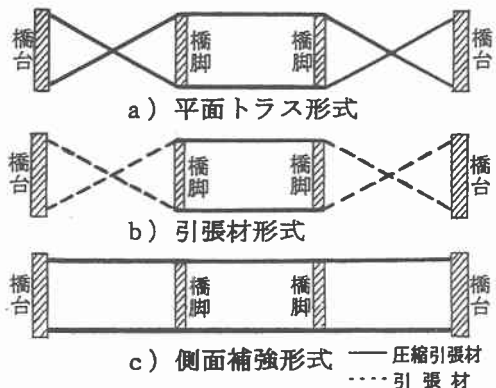 橋台 橋脚 橋脚 橋台
a）平面トラス形式
橋台 橋脚 橋脚 橋台
b）引張材形式
橋台 橋脚 橋脚 橋台
c）側面補強形式
圧縮引張材
引張材